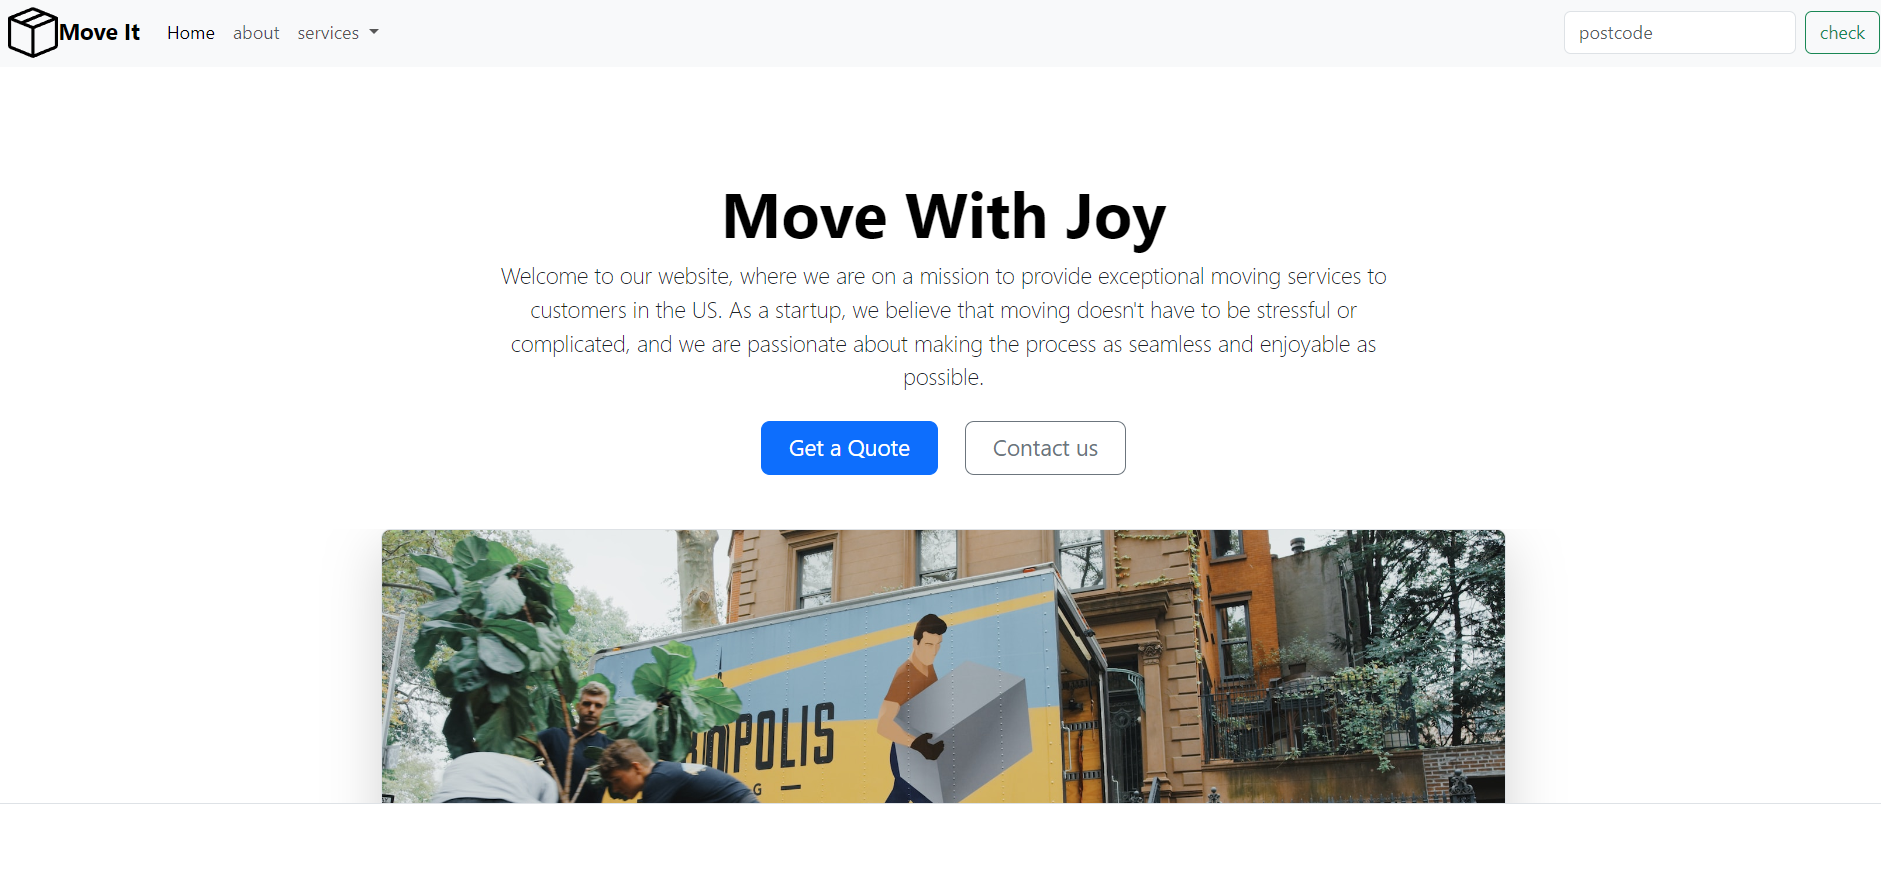 Move It
Home
about
services
postcode
check
Move With Joy
Welcome to our website, where we are on a mission to provide exceptional moving services to
customers in the US. As a startup, we believe that moving doesn't have to be stressful or
complicated, and we are passionate about making the process as seamless and enjoyable as
possible.
Get a Quote
Contact us